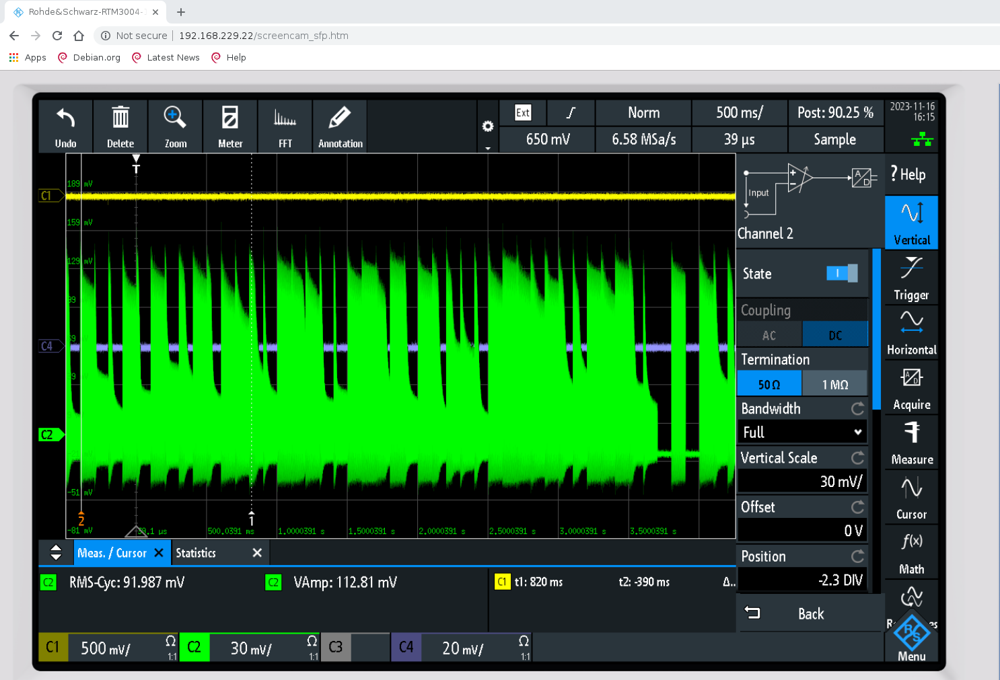 Rohde&Schwarz-RTM3004-
Not secure | 192.168.229.22/screencam_sfp.htm
Apps Debian.org Latest News Help
Undo Delete Zoom Meter FFT Annotation
Ext Norm 500 ms/ Post: 90.25 %
650 mV 6.58 MSa/s 39 µs Sample
2023-11-16
16:15
T
189 mV
C1
159 mV
129 mV
99
C4
C2
-51 mV
2
1
-81 mV
500.0391 ms 1.0000391 s 1.5000391 s 2.0000391 s 2.5000391 s 3.0000391 s 3.5000391 s
Input
A
D
Channel 2
State
Coupling
AC DC
Termination
50 Ω 1 MΩ
Bandwidth
Full
Vertical Scale
30 mV/
Offset
0 V
Position
-2.3 DIV
Back
? Help
Vertical
Trigger
Horizontal
A
D
Acquire
Measure
Cursor
f(x)
Math
R&S
Menu
Meas. / Cursor Statistics
C2 RMS-Cyc: 91.987 mV C2 VAmp: 112.81 mV C1 t1: 820 ms t2: -390 ms Δ..
C1 500 mV/ Ω 1:1 C2 30 mV/ Ω 1:1 C3 C4 20 mV/ Ω 1:1